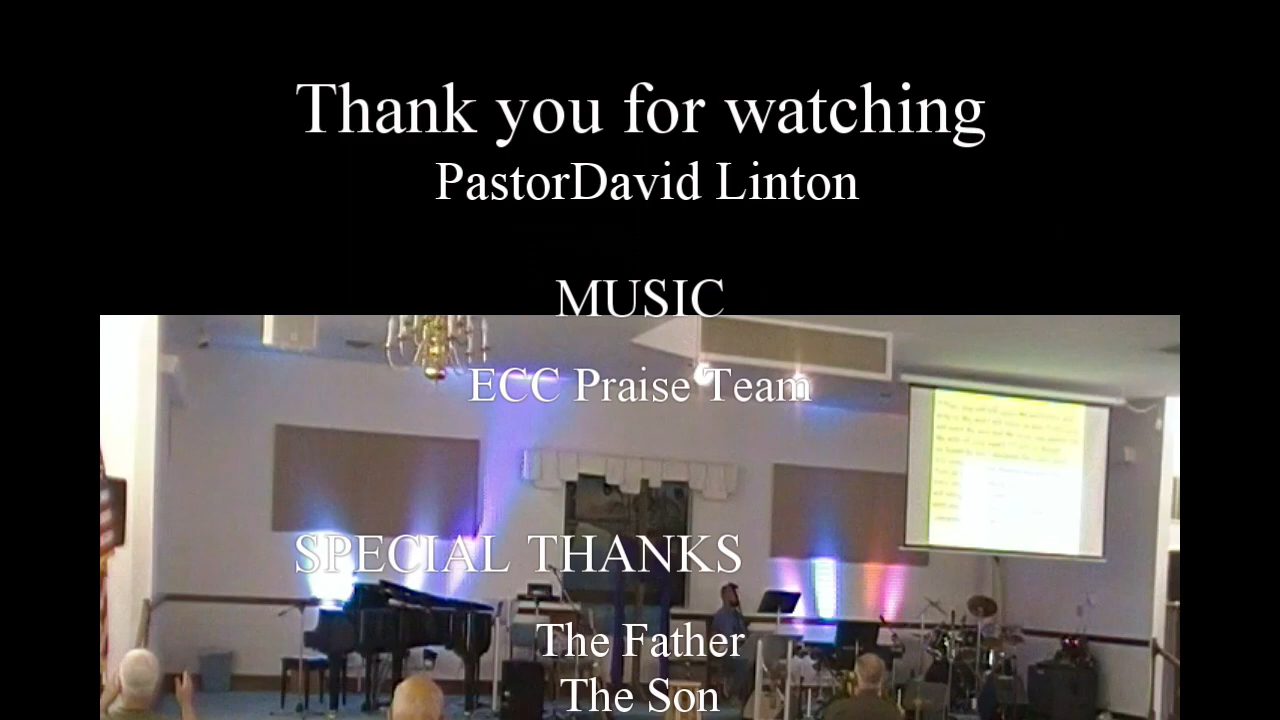 Thank you for watching
PastorDavid Linton
MUSIC
ECC Praise Team
SPECIAL THANKS
The Father
The Son